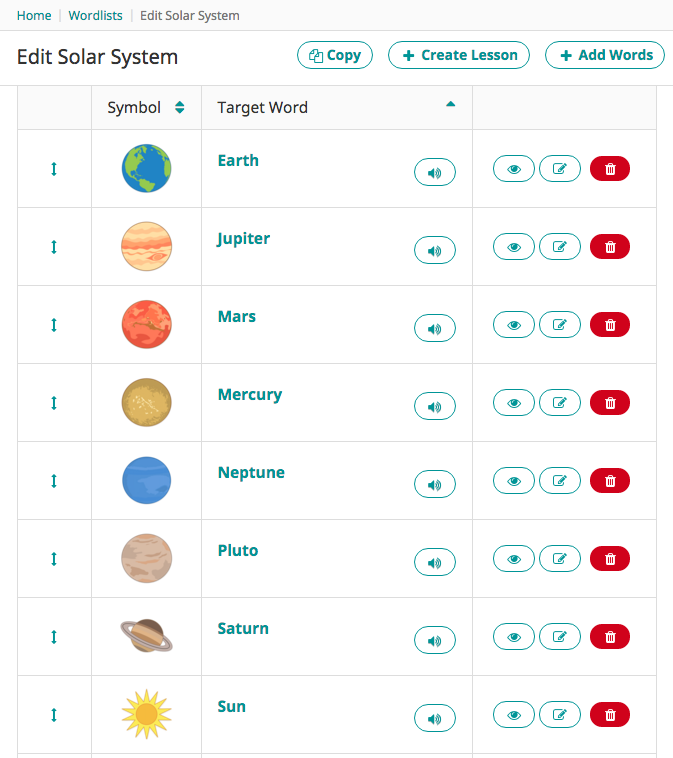 Home | Wordlists | Edit Solar System
Edit Solar System Copy Create Lesson Add Words
Symbol Target Word
Earth
Jupiter
Mars
Mercury
Neptune
Pluto
Saturn
Sun